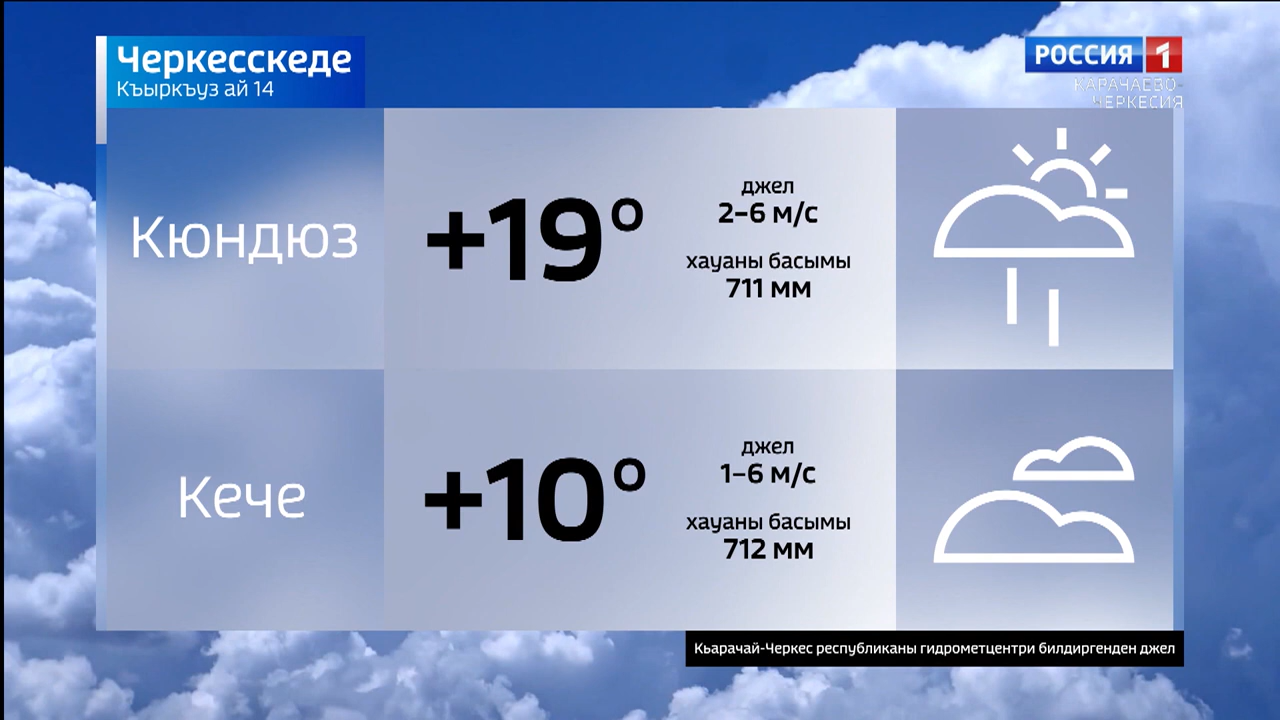 Черкесскеде
Къыркъуз ай 14
РОССИЯ 1
КАРАЧАЕВО-
ЧЕРКЕСИЯ
Кюндюз
+19°
джел
2-6 м/с
хауаны басымы
711 мм
Кече
+10°
джел
1-6 м/с
хауаны басымы
712 мм
Кьарачай-Черкес республиканы гидрометцентри билдиргенден джел